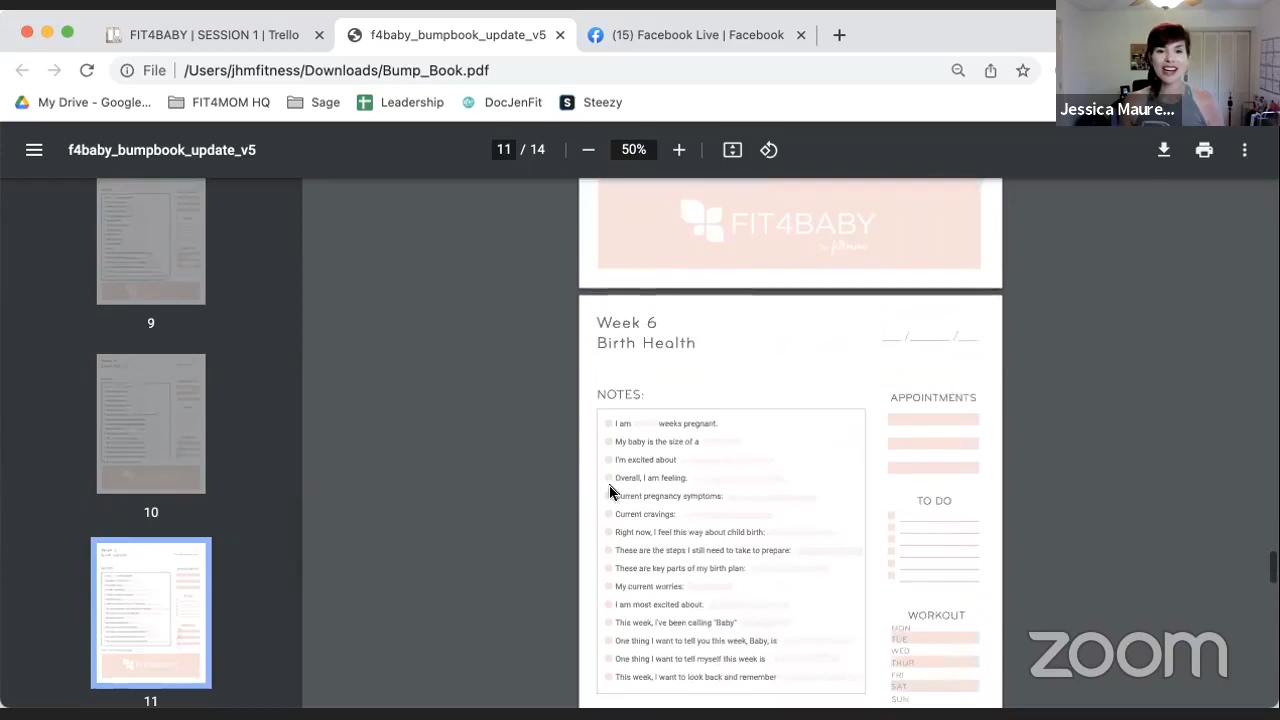 FIT4BABY | SESSION 1 | Trello
f4baby_bumpbook_update_v5
(15) Facebook Live | Facebook
File
/Users/jhmfitness/Downloads/Bump_Book.pdf
My Drive - Google...
FIT4MOM HQ
Sage
Leadership
DocJenFit
S
Steezy
Jessica Maure...
f4baby_bumpbook_update_v5
11 / 14
50%
9
10
11
FIT4BABY
by fit4mom
Week 6
Birth Health
__ /____ /__
NOTES:
I am weeks pregnant.
My baby is the size of a
I'm excited about
Overall, I am feeling:
Current pregnancy symptoms:
Current cravings:
Right now, I feel this way about child birth:
These are the steps I still need to take to prepare:
These are key parts of my birth plan:
My current worries:
I am most excited about.
This week, I've been calling "Baby"
One thing I want to tell you this week, Baby, is
One thing I want to tell myself this week is
This week, I want to look back and remember
APPOINTMENTS
TO DO
WORKOUT
MON
TUE
WED
THUR
FRI
SAT
SUN
zoom